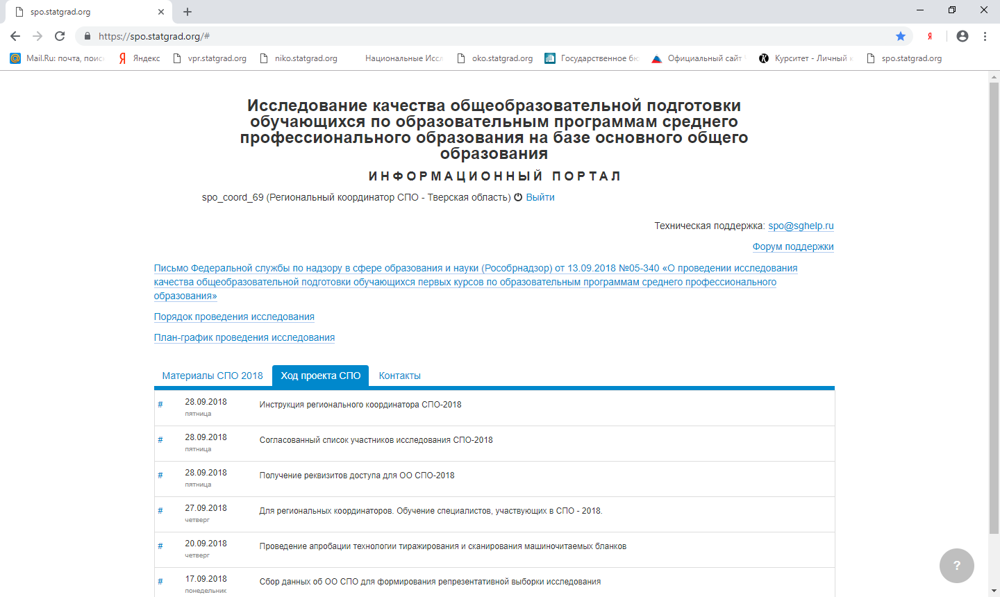 spo.statgrad.org
https://spo.statgrad.org/#
Mail.Ru: почта, поис
Яндекс
vpr.statgrad.org
niko.statgrad.org
Национальные Иссл
oko.statgrad.org
Государственное бю
Официальный сайт
Курситет - Личный к
spo.statgrad.org
Исследование качества общеобразовательной подготовки
обучающихся по образовательным программам среднего
профессионального образования на базе основного общего
образования
ИНФОРМАЦИОННЫЙ ПОРТАЛ
spo_coord_69 (Региональный координатор СПО - Тверская область) Выйти
Техническая поддержка: spo@sghelp.ru
Форум поддержки
Письмо Федеральной службы по надзору в сфере образования и науки (Рособрнадзор) от 13.09.2018 №05-340 «О проведении исследования
качества общеобразовательной подготовки обучающихся первых курсов по образовательным программам среднего профессионального
образования»
Порядок проведения исследования
План-график проведения исследования
Материалы СПО 2018 Ход проекта СПО Контакты
# 28.09.2018 Инструкция регионального координатора СПО-2018
пятница
# 28.09.2018 Согласованный список участников исследования СПО-2018
пятница
# 28.09.2018 Получение реквизитов доступа для ОО СПО-2018
пятница
# 27.09.2018 Для региональных координаторов. Обучение специалистов, участвующих в СПО - 2018.
четверг
# 20.09.2018 Проведение апробации технологии тиражирования и сканирования машиночитаемых бланков
четверг
# 17.09.2018 Сбор данных об ОО СПО для формирования репрезентативной выборки исследования
понедельник
?